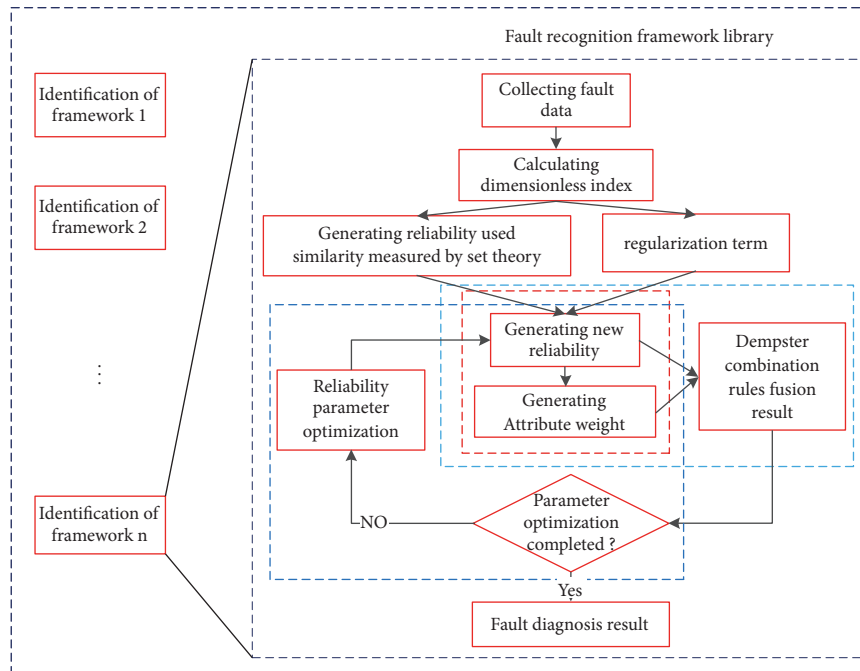 Fault recognition framework library
Identification of
framework 1
Identification of
framework 2
⋮
Identification of
framework n
Collecting fault
data
Calculating
dimensionless index
Generating reliability used
similarity measured by set theory
regularization term
Generating new
reliability
Generating
Attribute weight
Dempster
combination
rules fusion
result
Reliability
parameter
optimization
Parameter
optimization
completed ?
NO
Yes
Fault diagnosis result